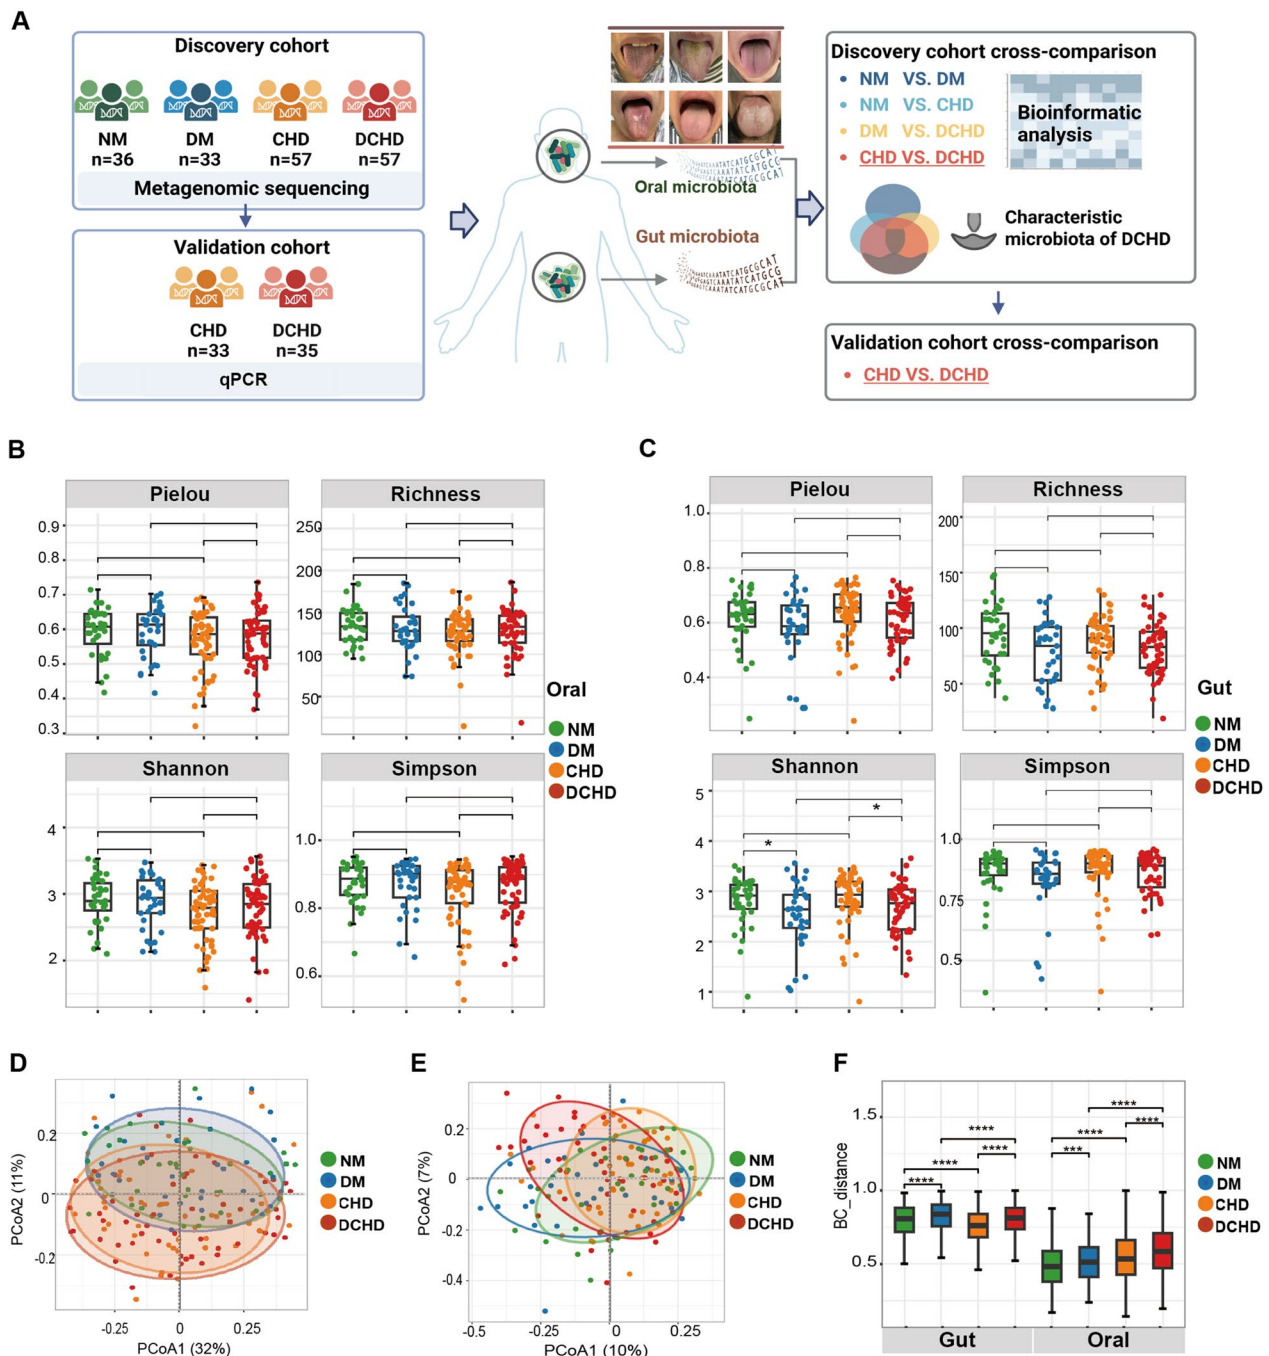 A
Discovery cohort
NM DM CHD DCHD
n=36 n=33 n=57 n=57
Metagenomic sequencing
Validation cohort
CHD DCHD
n=33 n=35
qPCR
Oral microbiota
Gut microbiota
Discovery cohort cross-comparison
• NM VS. DM
• NM VS. CHD
• DM VS. DCHD
• CHD VS. DCHD
Bioinformatic
analysis
Characteristic
microbiota of DCHD
Validation cohort cross-comparison
• CHD VS. DCHD
B
Pielou
0.9
0.8
0.7
0.6
0.5
0.4
0.3
Richness
250
200
150
100
50
Shannon
4
3
2
Simpson
1.0
0.8
0.6
Oral
NM
DM
CHD
DCHD
C
Pielou
1.0
0.8
0.6
0.4
Richness
200
150
100
50
Shannon
5
4
3
2
1
*
*
Simpson
1.0
0.75
0.5
Gut
NM
DM
CHD
DCHD
D
PCoA2 (11%)
0.2
0
-0.2
-0.25 0 0.25
PCoA1 (32%)
NM
DM
CHD
DCHD
E
PCoA2 (7%)
0.2
0
-0.2
-0.4
-0.5 -0.25 0 0.25
PCoA1 (10%)
NM
DM
CHD
DCHD
F
BC_distance
1.5
1.0
0.5
****
****
****
****
***
****
****
****
Gut Oral
NM
DM
CHD
DCHD